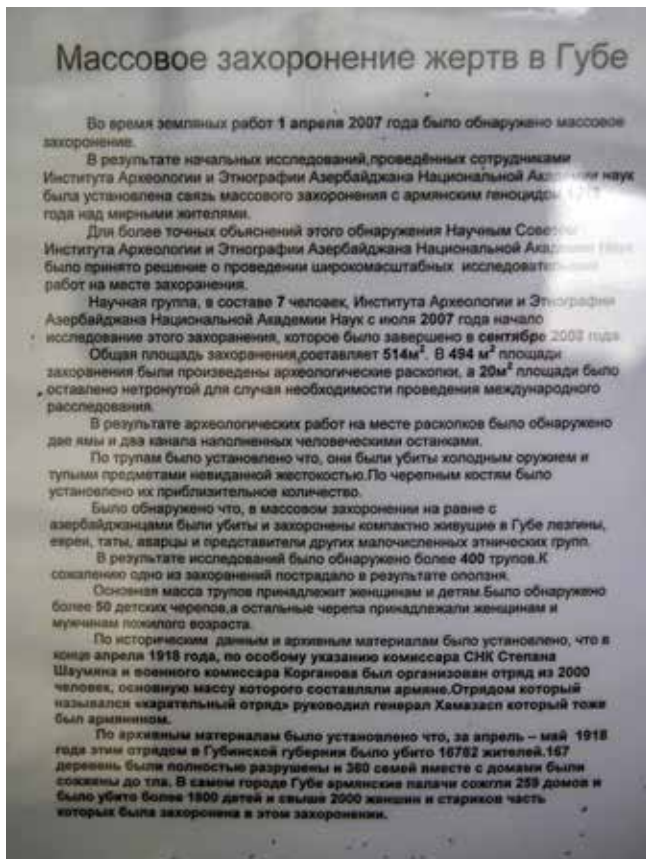 Массовое захоронение жертв в Губе
Во время земляных работ 1 апреля 2007 года было обнаружено массовое
захоронение.
В результате начальных исследований,проведённых сотрудниками
Института Археологии и Этнографии Азербайджана Национальной Академии наук
была установлена связь массового захоронения с армянским геноцидом
года над мирными жителями.
Для более точных объяснений этого обнаружения Научным Советом
Института Археологии и Этнографии Азербайджана Национальной Академии Наук
было принято решение о проведении широкомасштабных исследовательских
работ на месте захоранения.
Научная группа, в составе 7 человек, Института Археологии и Этнографии
Азербайджана Национальной Академии Наук с июля 2007 года начало
исследование этого захоранения, которое было завершено в сентябре 2008 года
Общая площадь захоранения,составляет 514м². В 494 м² площади
захоранения были произведены археологические раскопки, а 20м² площади было
оставлено нетронутой для случая необходимости проведения международного
расследования.
В результате археологических работ на месте раскопков было обнаружено
две ямы и два канала наполненных человеческими останками.
По трупам было установлено что, они были убиты холодным оружием и
тупыми предметами невиданной жестокостью.По черепным костям было
установлено их приблизительное количество.
Было обнаружено что, в массовом захоронении на равне с
азербайджанцами были убиты и захоронены компактно живущие в Губе лезгины,
евреи, таты, аварцы и представители других малочисленных этнических групп.
В результате исследований было обнаружено более 400 трупов.К
сожалению одно из захоранений пострадало в результате оползня.
Основная масса трупов принадлежит женщинам и детям.Было обнаружено
более 50 детских черепов,а остальные черепа принадлежали женщинам и
мужчинам пожилого возраста.
По историческим данным и архивным материалам было установлено, что в
конце апреля 1918 года, по особому указанию комиссара СНК Степана
Шаумяна и военного комиссара Корганова был организован отряд из 2000
человек, основную массу которого составляли армяне.Отрядом который
назывался «карательный отряд» руководил генерал Хамазасп который тоже
был армянином.
По архивным материалам было установлено что, за апрель – май 1918
года этим отрядом в Губинской губернии было убито 16782 жителей.167
деревень были полностью разрушены и 360 семей вместе с домами были
сожжены до тла. В самом городе Губе армянские палачи сожгли 259 домов и
было убито более 1800 детей и свыше 2000 женшин и стариков часть
которых была захоронена в этом захоронении.